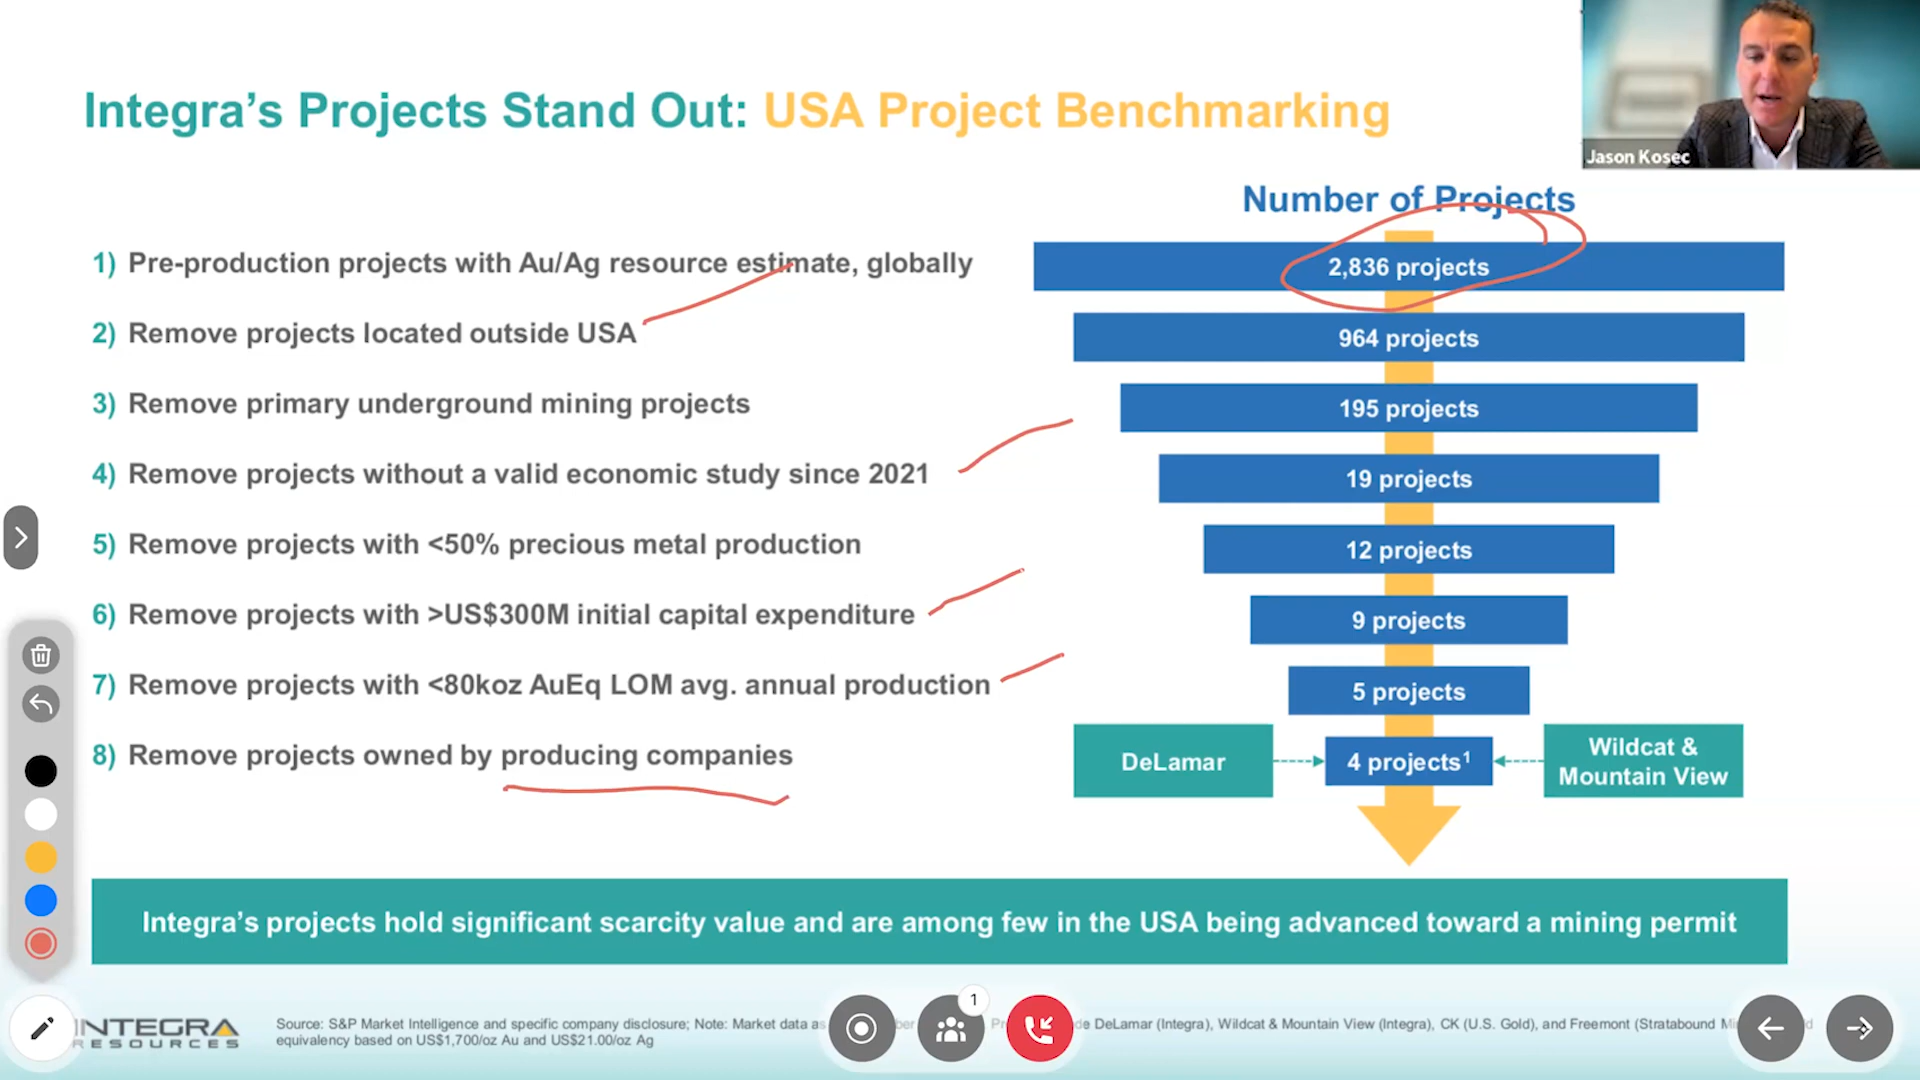 Integra's Projects Stand Out: USA Project Benchmarking
Jason Kosec
Number of Projects
1) Pre-production projects with Au/Ag resource estimate, globally
2,836 projects
2) Remove projects located outside USA
964 projects
3) Remove primary underground mining projects
195 projects
4) Remove projects without a valid economic study since 2021
19 projects
5) Remove projects with <50% precious metal production
12 projects
6) Remove projects with >US$300M initial capital expenditure
9 projects
7) Remove projects with <80koz AuEq LOM avg. annual production
5 projects
8) Remove projects owned by producing companies
DeLamar
4 projects¹
Wildcat &
Mountain View
Integra's projects hold significant scarcity value and are among few in the USA being advanced toward a mining permit
INTEGRA
RESOURCES
1
Source: S&P Market Intelligence and specific company disclosure; Note: Market data as DeLamar (Integra), Wildcat & Mountain View (Integra), CK (U.S. Gold), and Freemont (Stratabound
equivalency based on US$1,700/oz Au and US$21.00/oz Ag